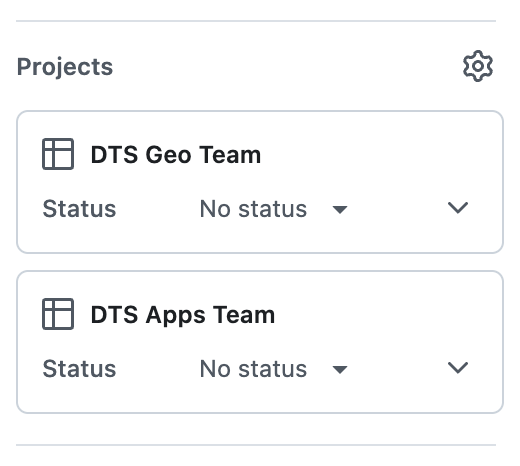 Projects
DTS Geo Team
Status No status
DTS Apps Team
Status No status